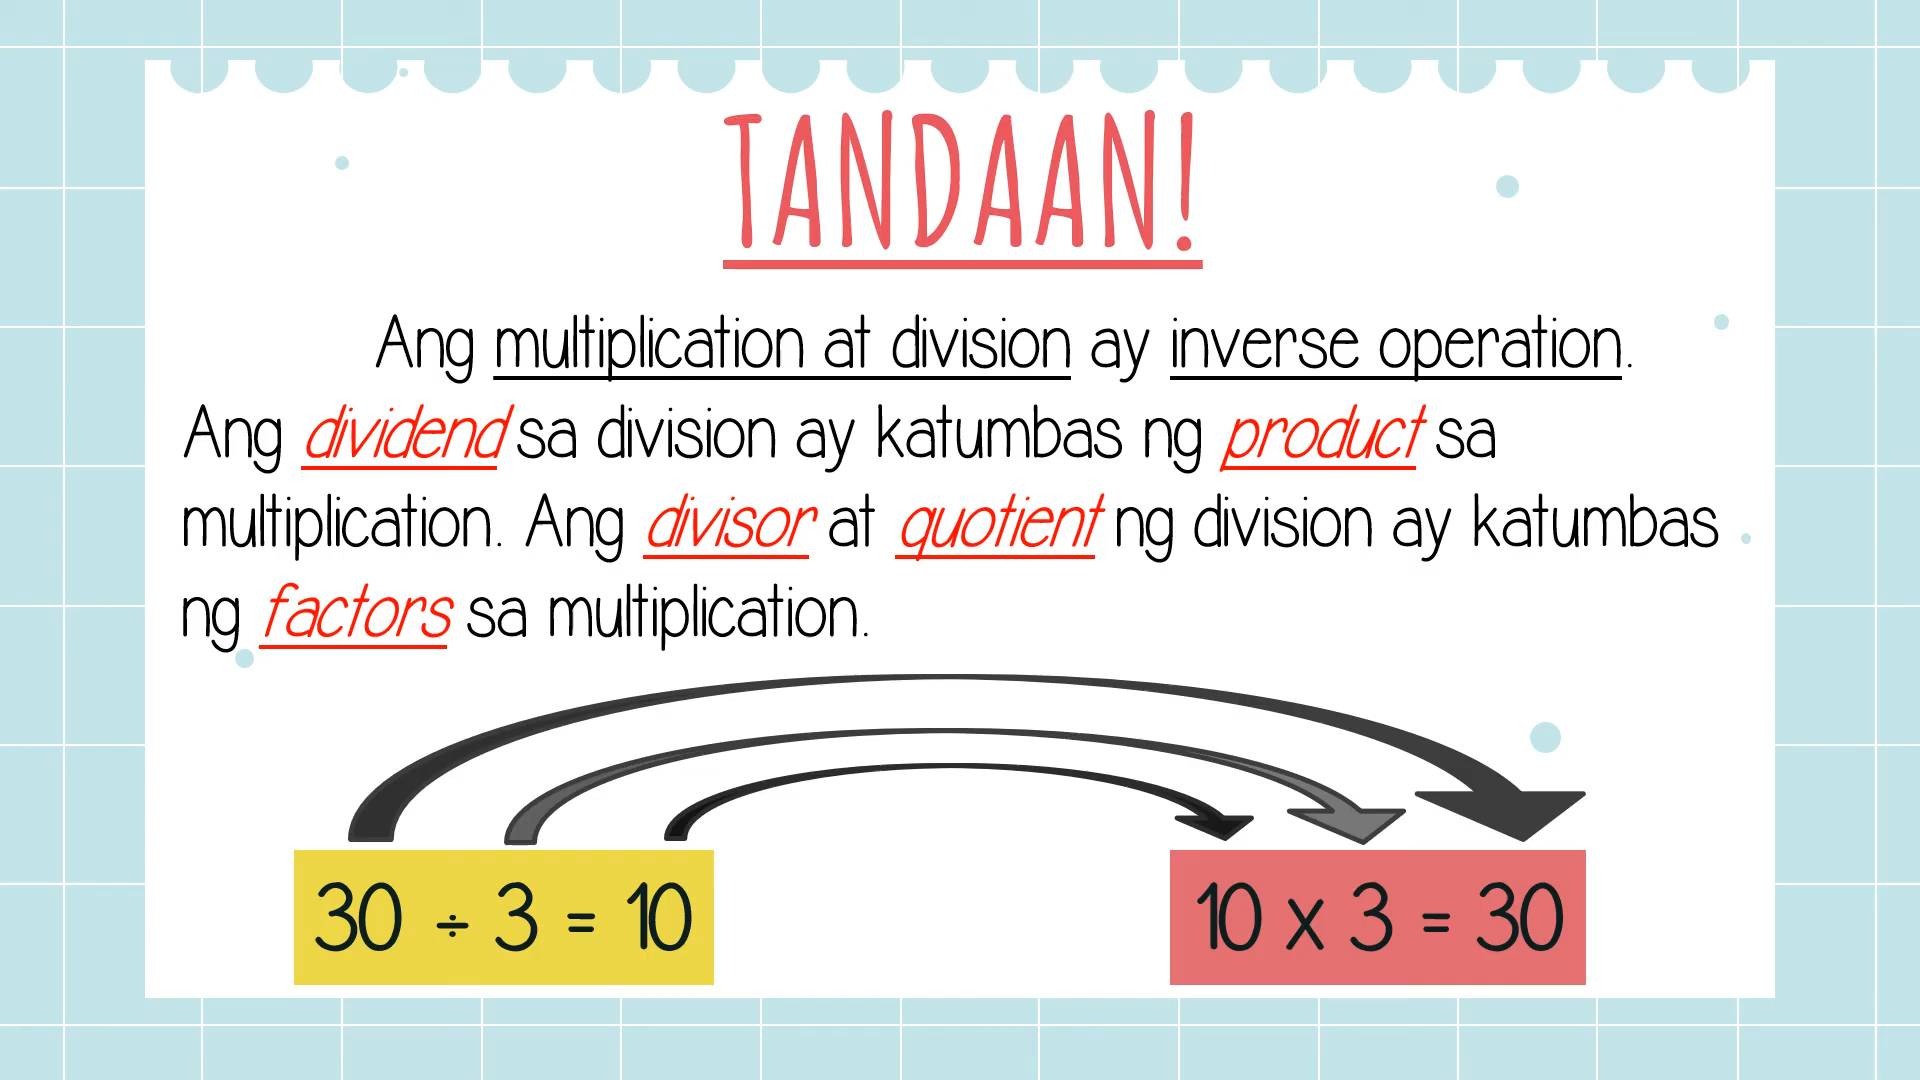 TANDAAN!
Ang multiplication at division ay inverse operation.
Ang dividend sa division ay katumbas ng product sa
multiplication. Ang divisor at quotient ng division ay katumbas
ng factors sa multiplication.
30 ÷ 3 = 10
10 x 3 = 30